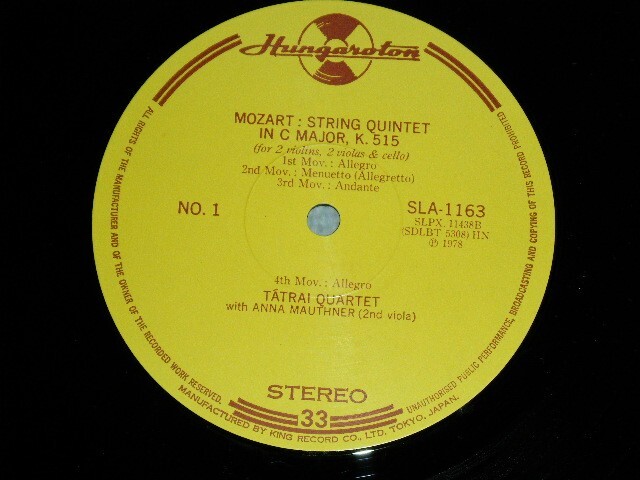 Hungaroton
MOZART : STRING QUINTET
IN C MAJOR, K. 515
(for 2 violins, 2 violas & cello)
1st Mov. : Allegro
2nd Mov. : Menuetto (Allegretto)
3rd Mov. : Andante
NO. 1
SLA-1163
SLPX. 11438B
(SDLBT 5308) HN
Ⓟ 1978
4th Mov. : Allegro
TÁTRAI QUARTET
with ANNA MAUTHNER (2nd viola)
STEREO
33
ALL RIGHTS OF THE MANUFACTURER AND OF THE OWNER OF THE RECORDED WORK RESERVED.
UNAUTHORISED PUBLIC PERFORMANCE, BROADCASTING AND COPYING OF THIS RECORD PROHIBITED
MANUFACTURED BY KING RECORD CO., LTD. TOKYO, JAPAN.